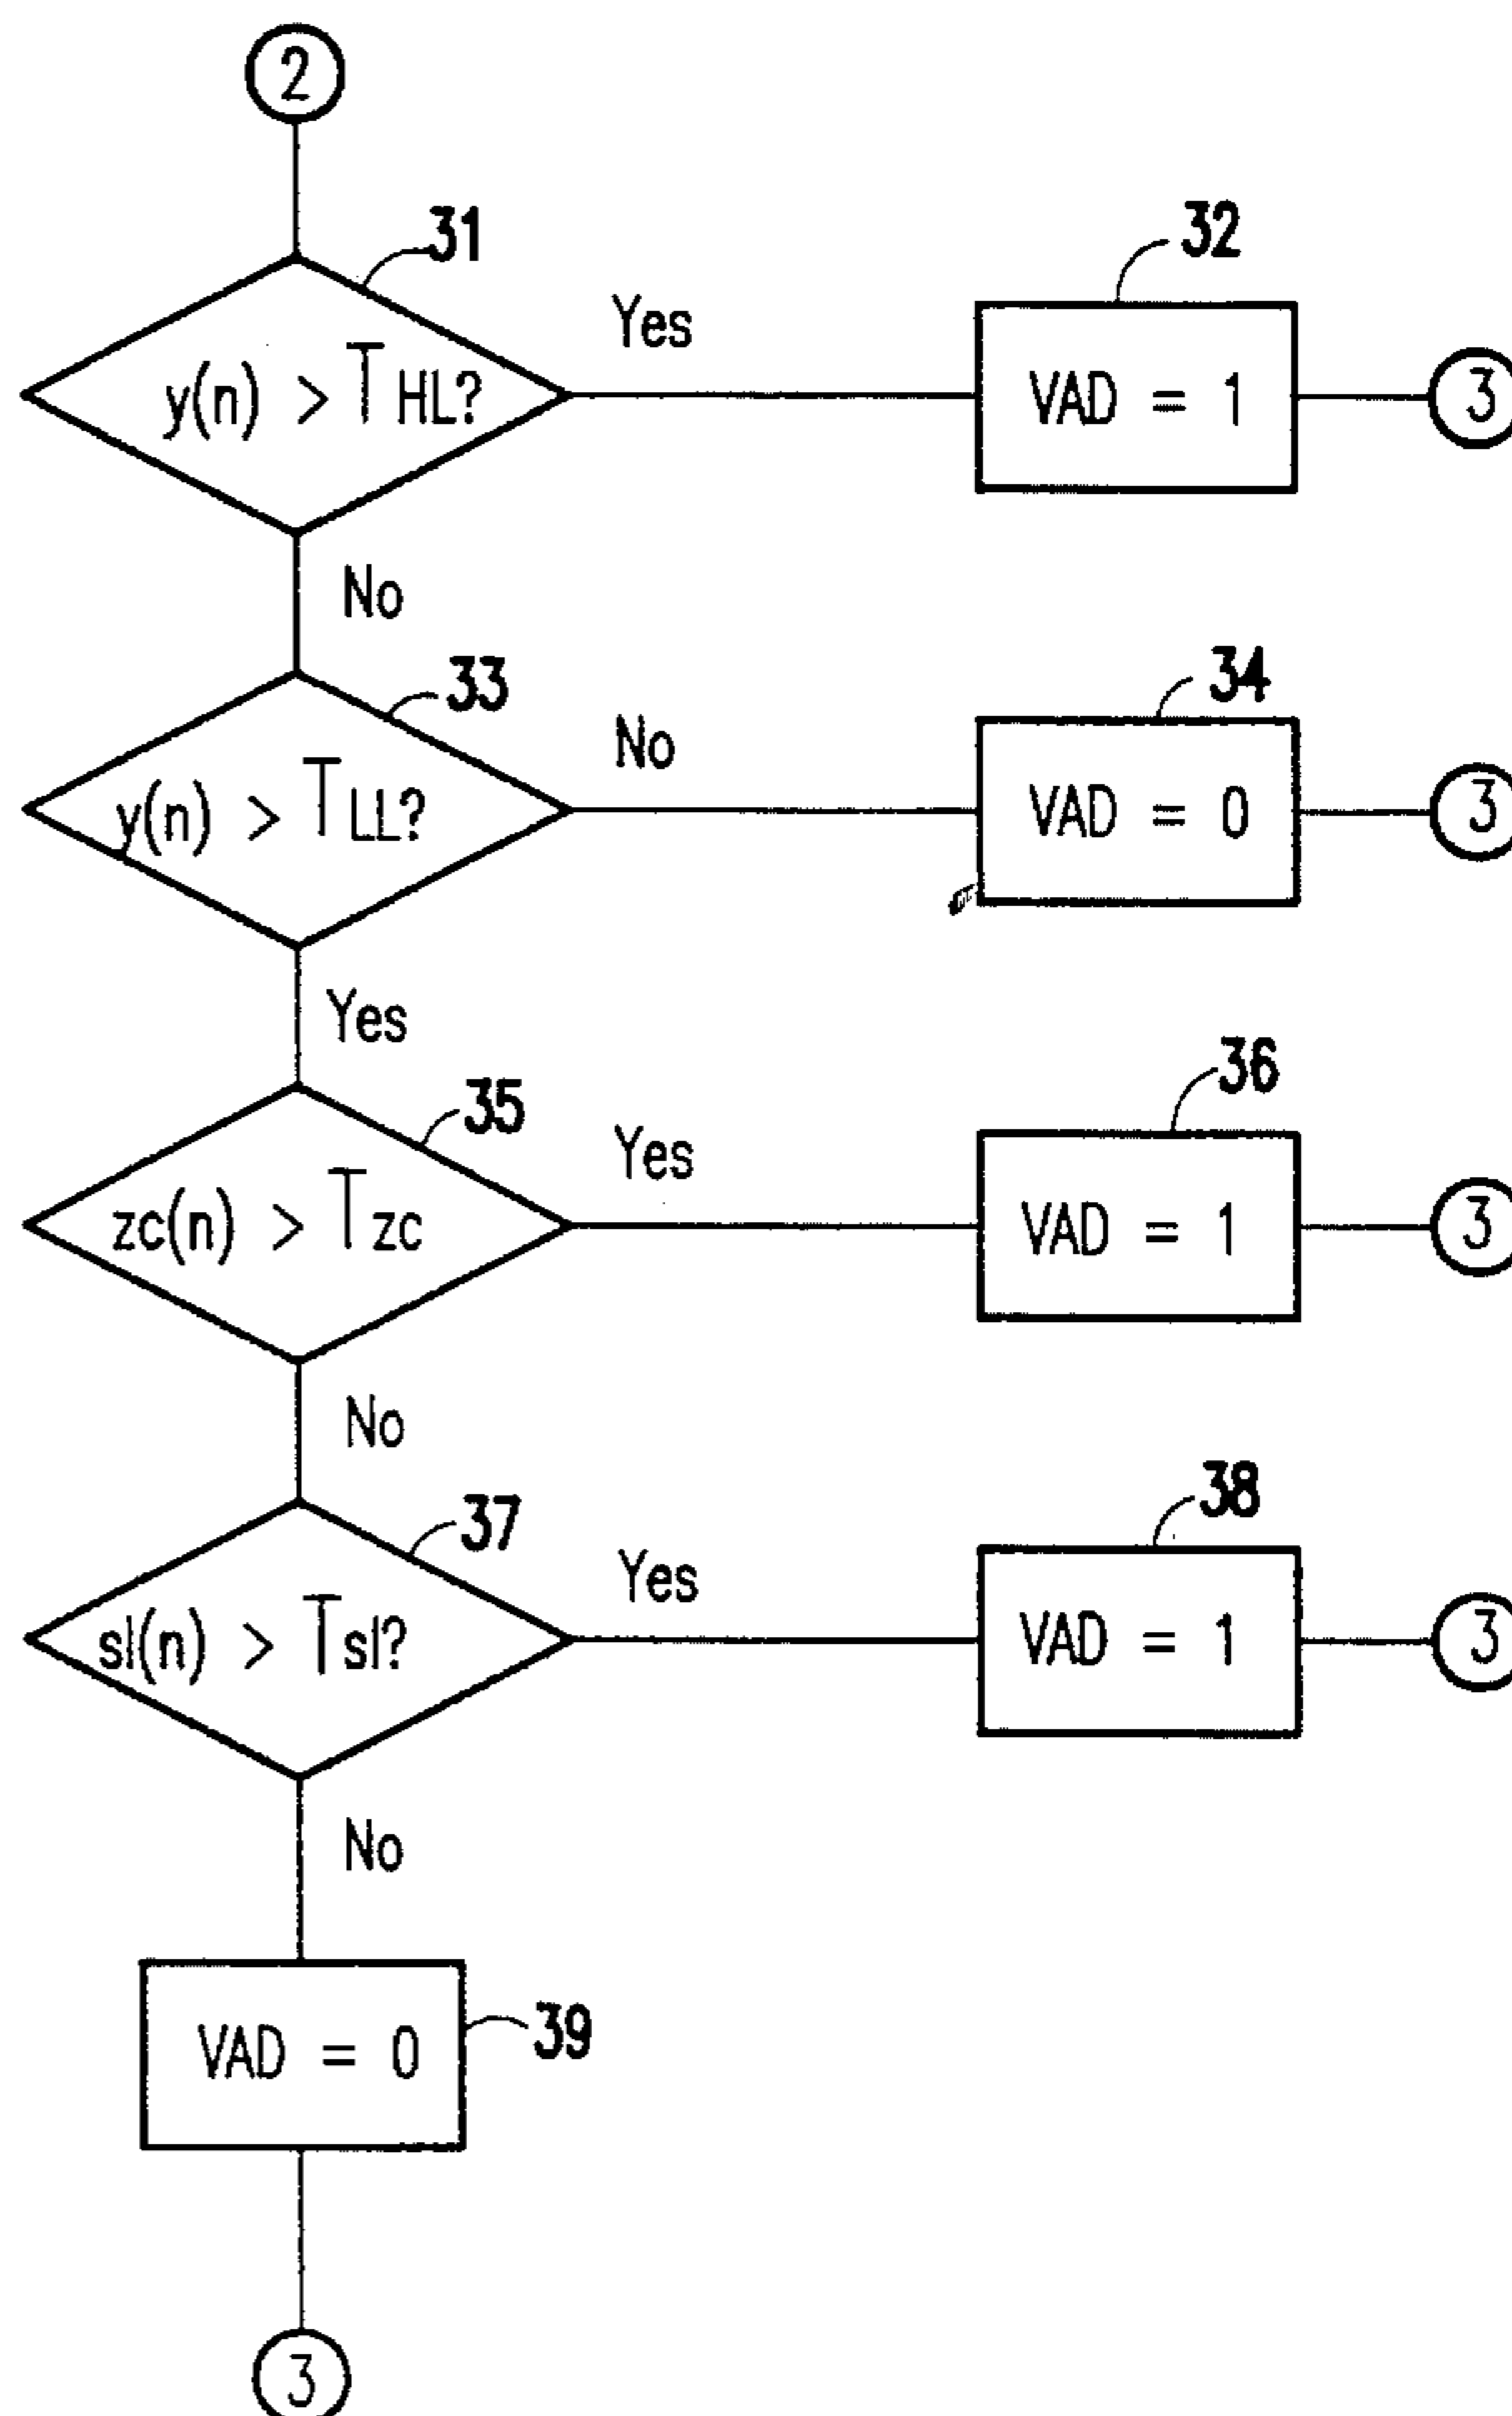 2
31
y(n) > THL?
Yes
32
VAD = 1
3
No
33
y(n) > TLL?
No
34
VAD = 0
3
Yes
35
zc(n) > Tzc
Yes
36
VAD = 1
3
No
37
sl(n) > Tsl?
Yes
38
VAD = 1
3
No
VAD = 0
39
3